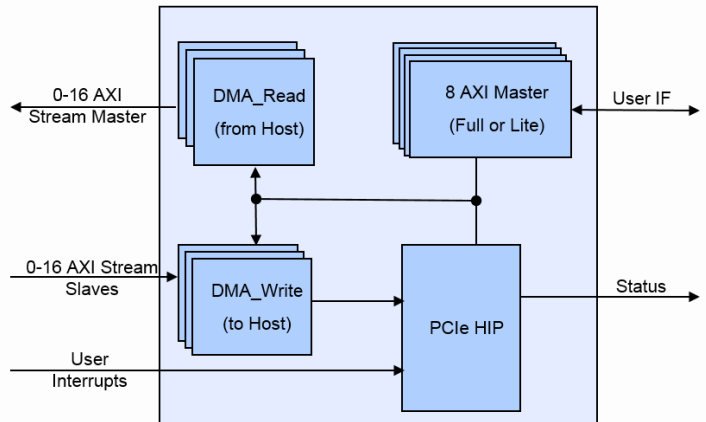 0-16 AXI
Stream Master
DMA_Read
(from Host)
8 AXI Master
(Full or Lite)
User IF
0-16 AXI Stream
Slaves
DMA_Write
(to Host)
PCIe HIP
Status
User
Interrupts